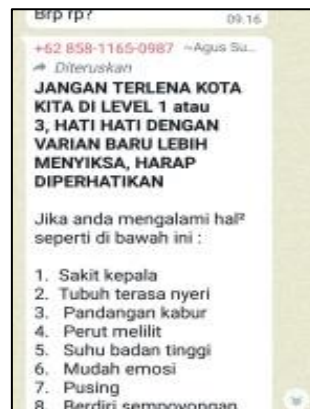 Brp rp?
09.16
+62 858-1165-0987 ~Agus Su...
Diteruskan
JANGAN TERLENA KOTA
KITA DI LEVEL 1 atau
3, HATI HATI DENGAN
VARIAN BARU LEBIH
MENYIKSA, HARAP
DIPERHATIKAN
Jika anda mengalami hal²
seperti di bawah ini :
1. Sakit kepala
2. Tubuh terasa nyeri
3. Pandangan kabur
4. Perut melilit
5. Suhu badan tinggi
6. Mudah emosi
7. Pusing
8. Berdiri sempoyongan